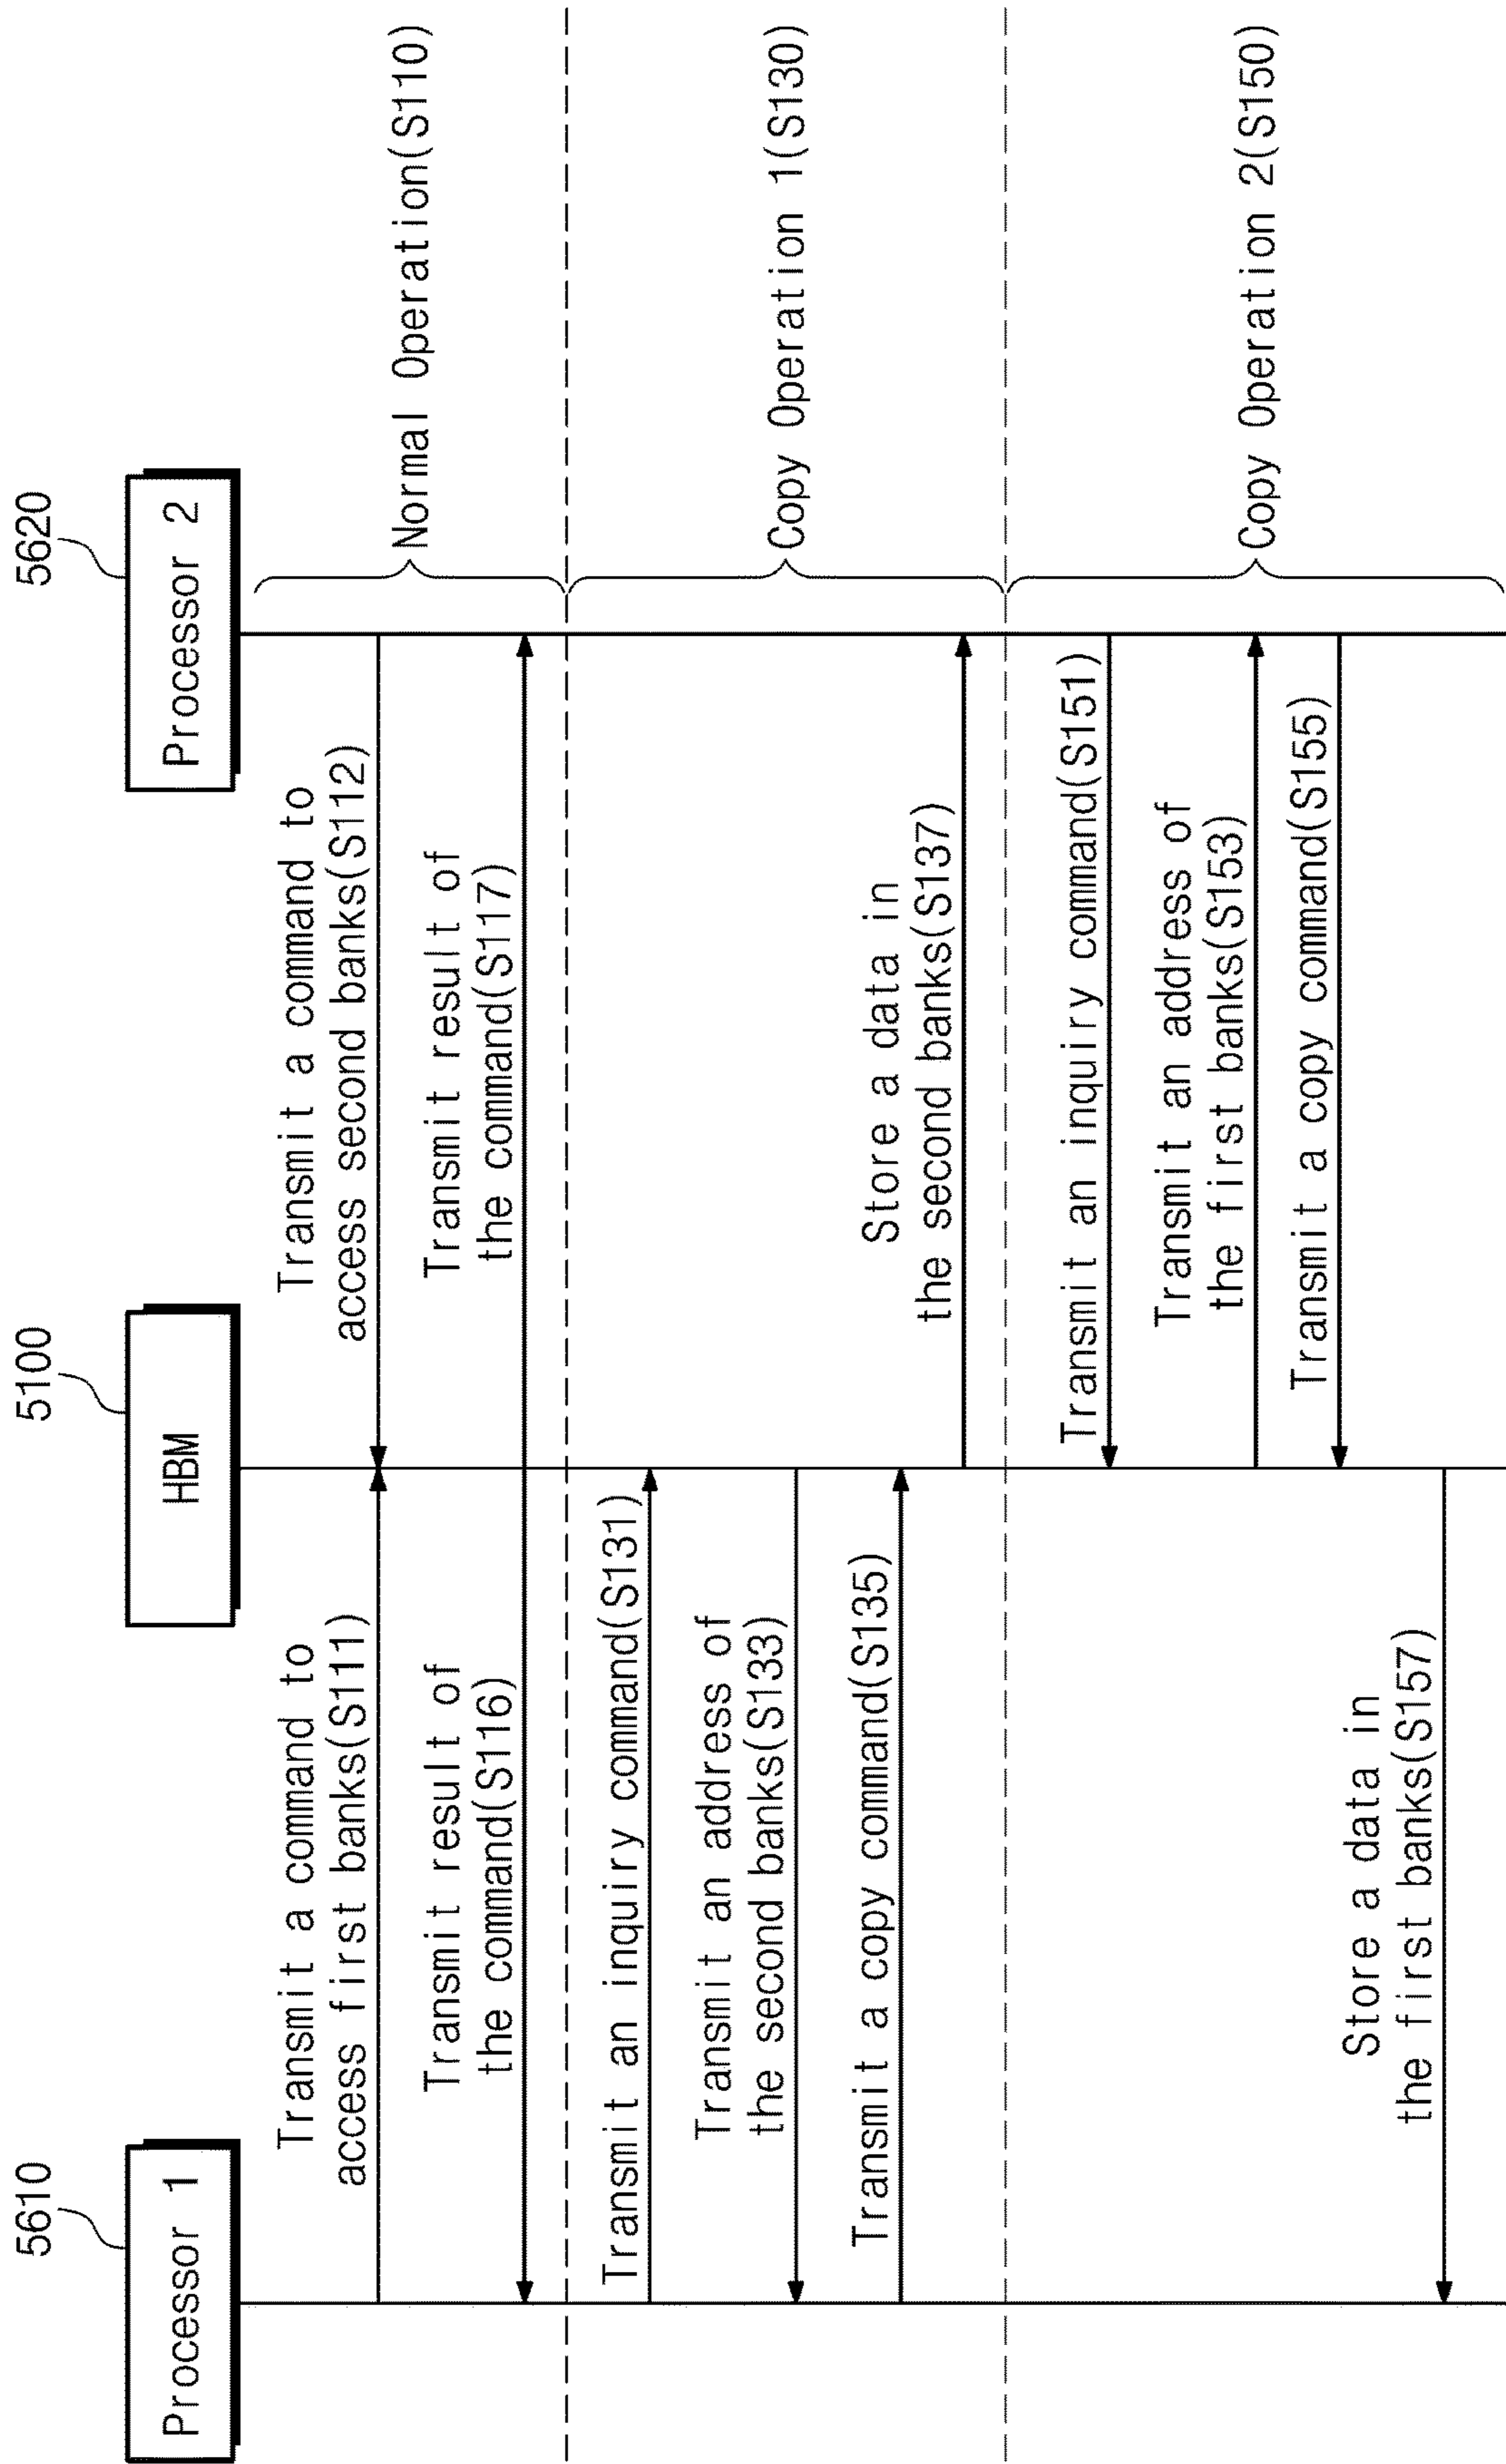 5610
5100
5620
Processor 1
HBM
Processor 2
Transmit a command to
access first banks(S111)
Transmit a command to
access second banks(S112)
Transmit result of
the command(S116)
Transmit result of
the command(S117)
Normal Operation(S110)
Transmit an inquiry command(S131)
Transmit an address of
the second banks(S133)
Transmit a copy command(S135)
Store a data in
the second banks(S137)
Copy Operation 1(S130)
Transmit an inquiry command(S151)
Transmit an address of
the first banks(S153)
Transmit a copy command(S155)
Store a data in
the first banks(S157)
Copy Operation 2(S150)